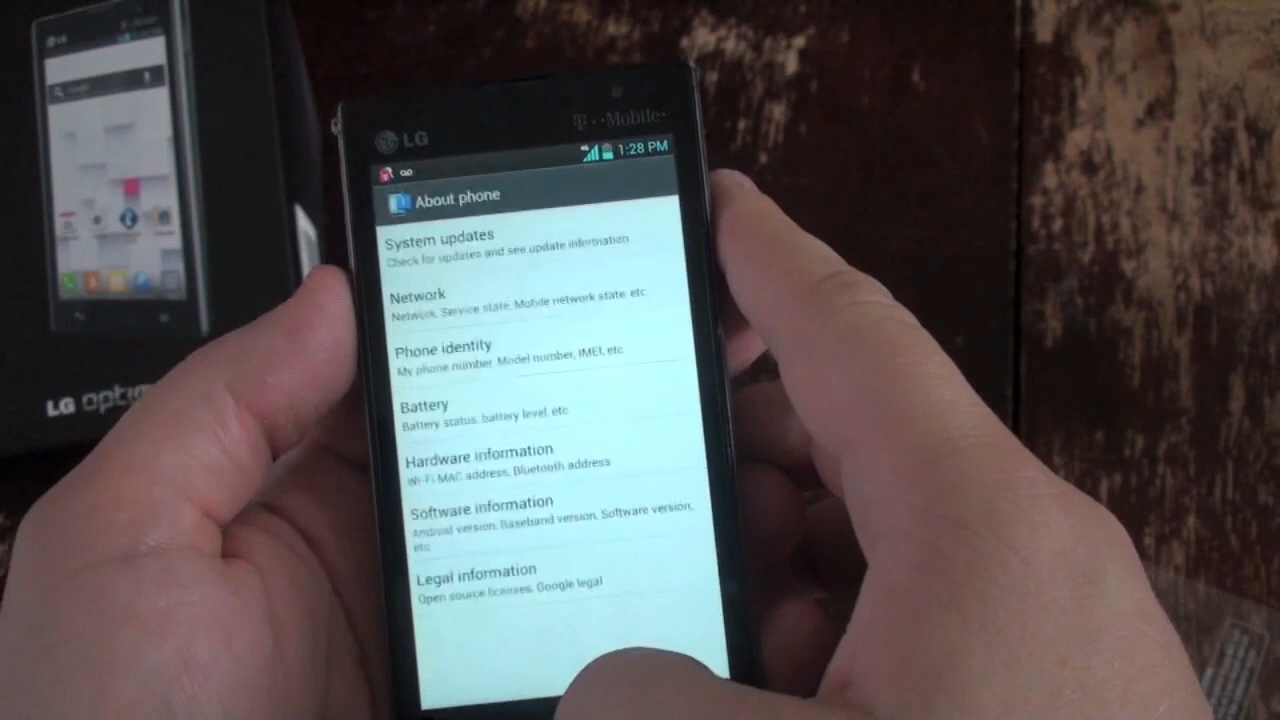 LG
T··Mobile·
1:28 PM
About phone
System updates
Check for updates and see update information
Network
Network, Service state, Mobile network state, etc
Phone identity
My phone number, Model number, IMEI, etc
Battery
Battery status, battery level, etc
Hardware information
Wi-Fi MAC address, Bluetooth address
Software information
Android version, Baseband version, Software version,
etc.
Legal information
Open source licenses, Google legal
LG
Google
LG